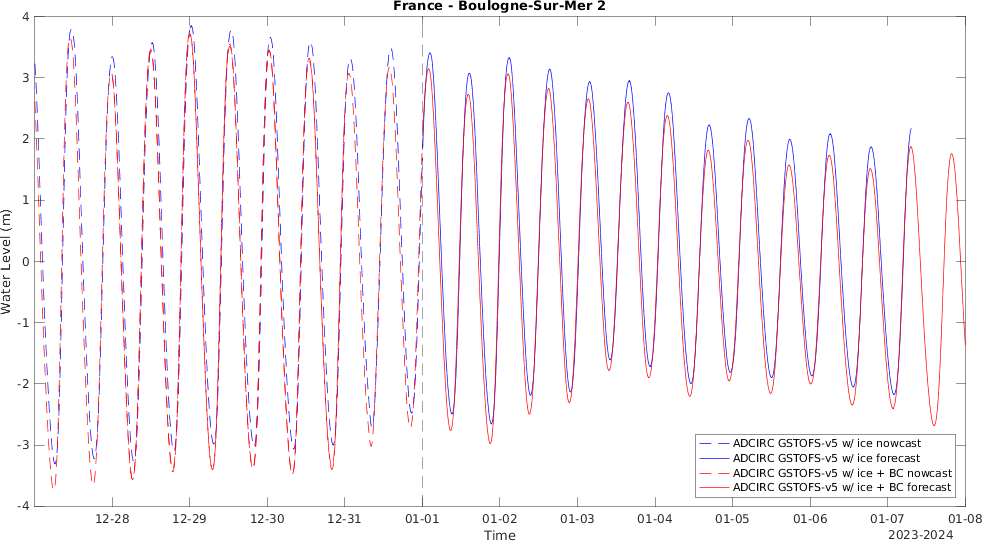 France - Boulogne-Sur-Mer 2
Water Level (m)
4
3
2
1
0
-1
-2
-3
-4
ADCIRC GSTOFS-v5 w/ ice nowcast
ADCIRC GSTOFS-v5 w/ ice forecast
ADCIRC GSTOFS-v5 w/ ice + BC nowcast
ADCIRC GSTOFS-v5 w/ ice + BC forecast
12-28 12-29 12-30 12-31 01-01 01-02 01-03 01-04 01-05 01-06 01-07 01-08
Time
2023-2024